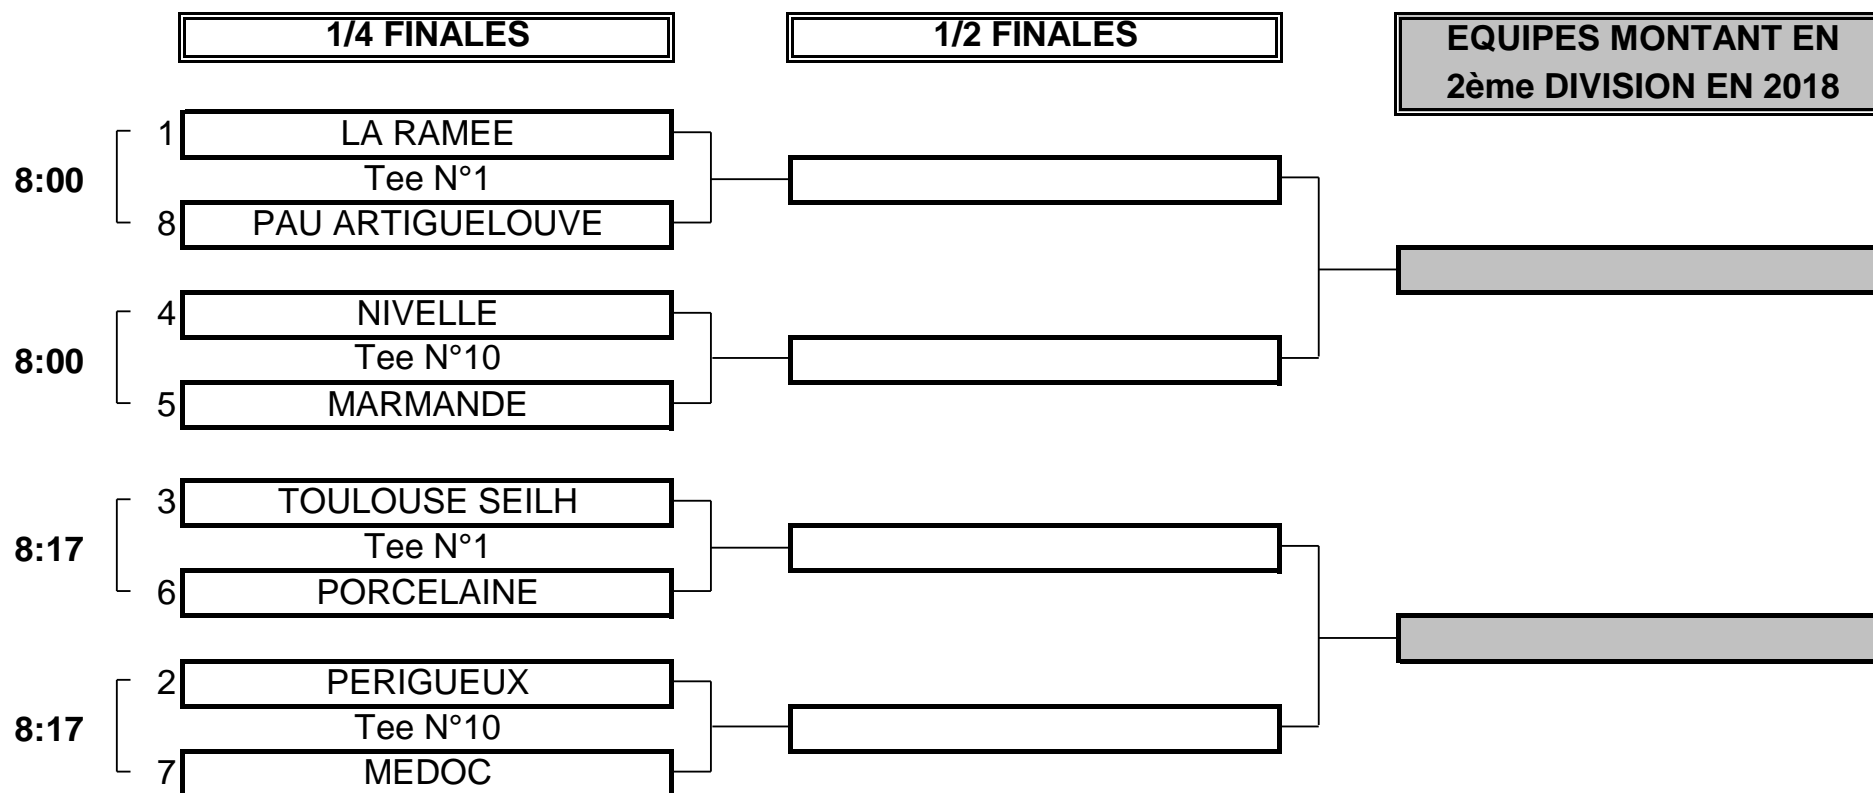 1/4 FINALES
1/2 FINALES
EQUIPES MONTANT EN
2ème DIVISION EN 2018
1 LA RAMEE
8:00 Tee N°1
8 PAU ARTIGUELOUVE
4 NIVELLE
8:00 Tee N°10
5 MARMANDE
3 TOULOUSE SEILH
8:17 Tee N°1
6 PORCELAINE
2 PERIGUEUX
8:17 Tee N°10
7 MEDOC